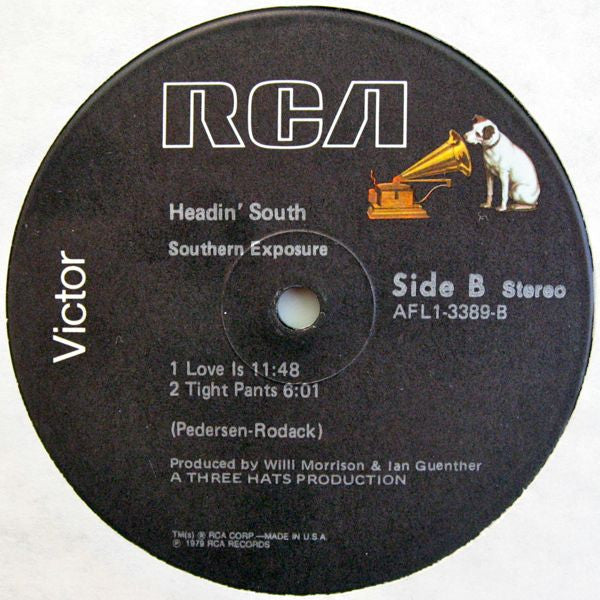 RCA
Headin' South
Southern Exposure
Victor
Side B Stereo
AFL1-3389-B
1 Love Is 11:48
2 Tight Pants 6:01
(Pedersen-Rodack)
Produced by Willi Morrison & Ian Guenther
A THREE HATS PRODUCTION
TM(s) ® RCA CORP.—MADE IN U.S.A
℗ 1979 RCA RECORDS